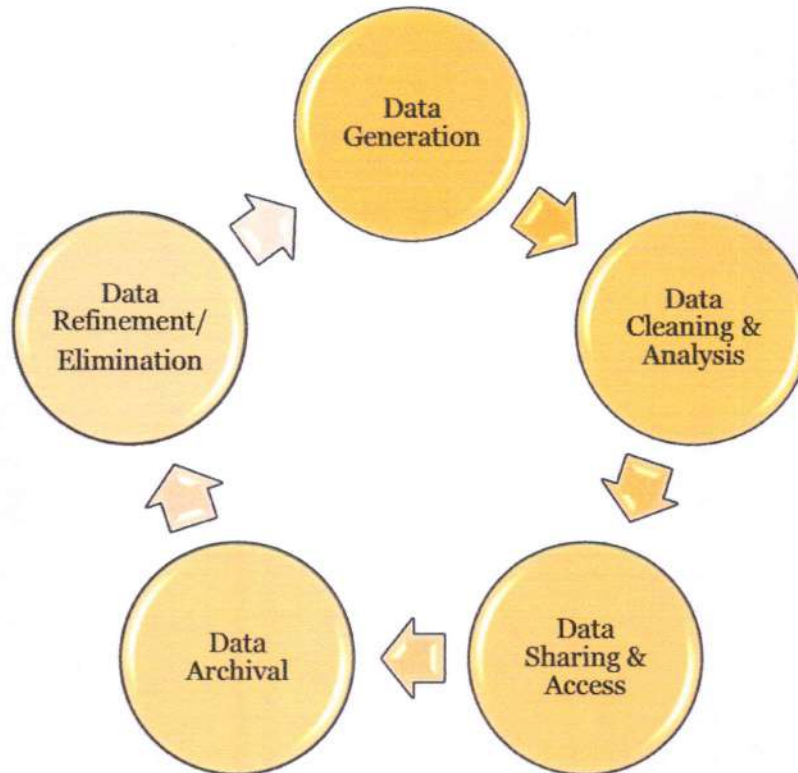 Data
Generation
Data
Cleaning &
Analysis
Data
Sharing &
Access
Data
Archival
Data
Refinement/
Elimination